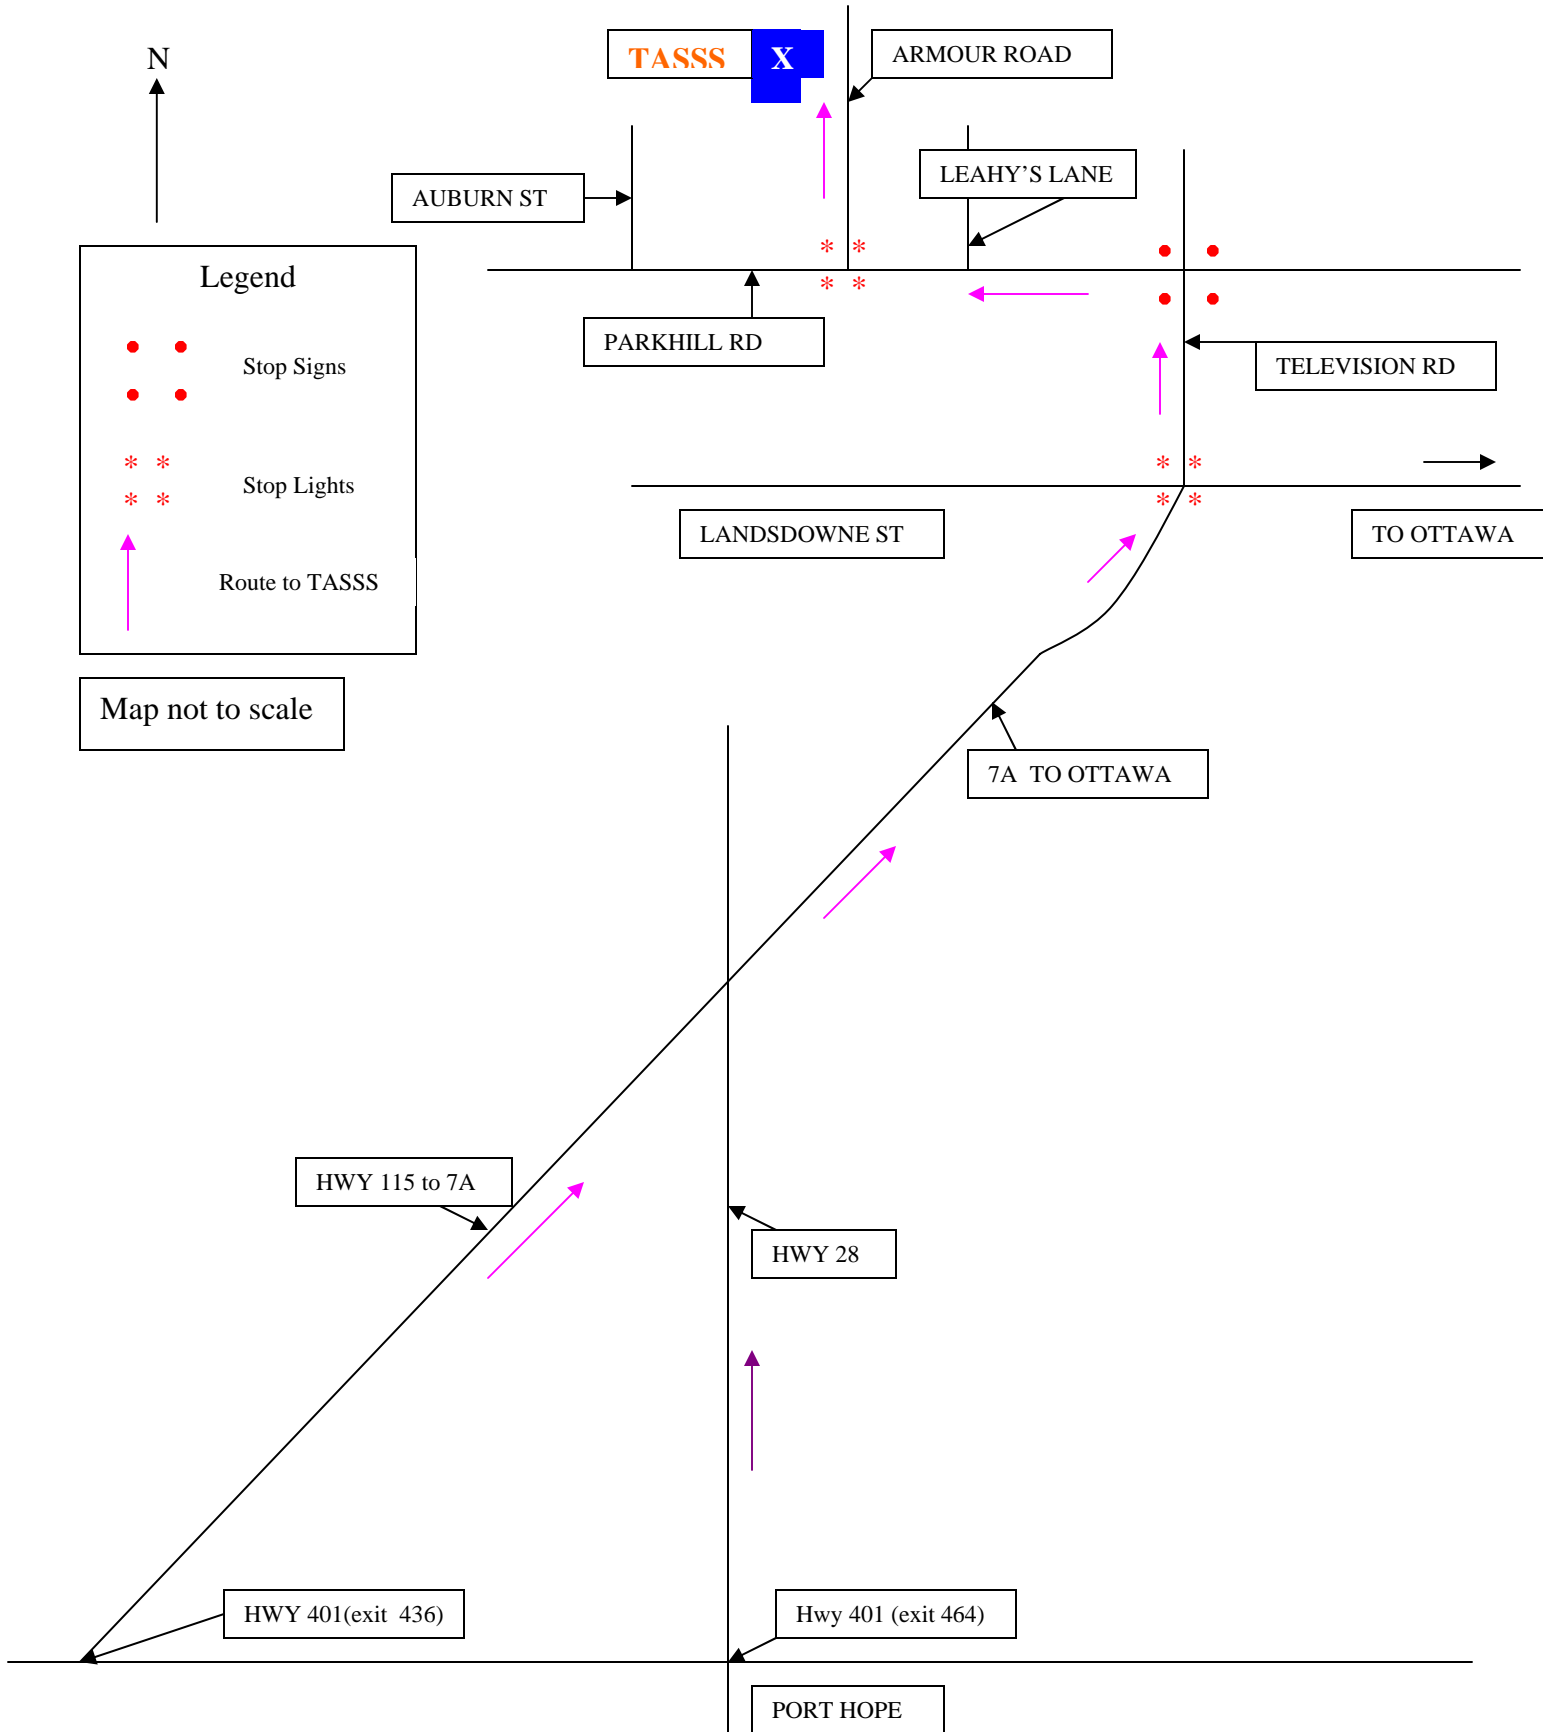 N
TASSS
X
ARMOUR ROAD
LEAHY'S LANE
AUBURN ST
* *
* *
Legend
PARKHILL RD
Stop Signs
TELEVISION RD
* *
* *
Stop Lights
* *
* *
LANDSDOWNE ST
TO OTTAWA
Route to TASSS
Map not to scale
7A TO OTTAWA
HWY 115 to 7A
HWY 28
HWY 401(exit 436)
Hwy 401 (exit 464)
PORT HOPE